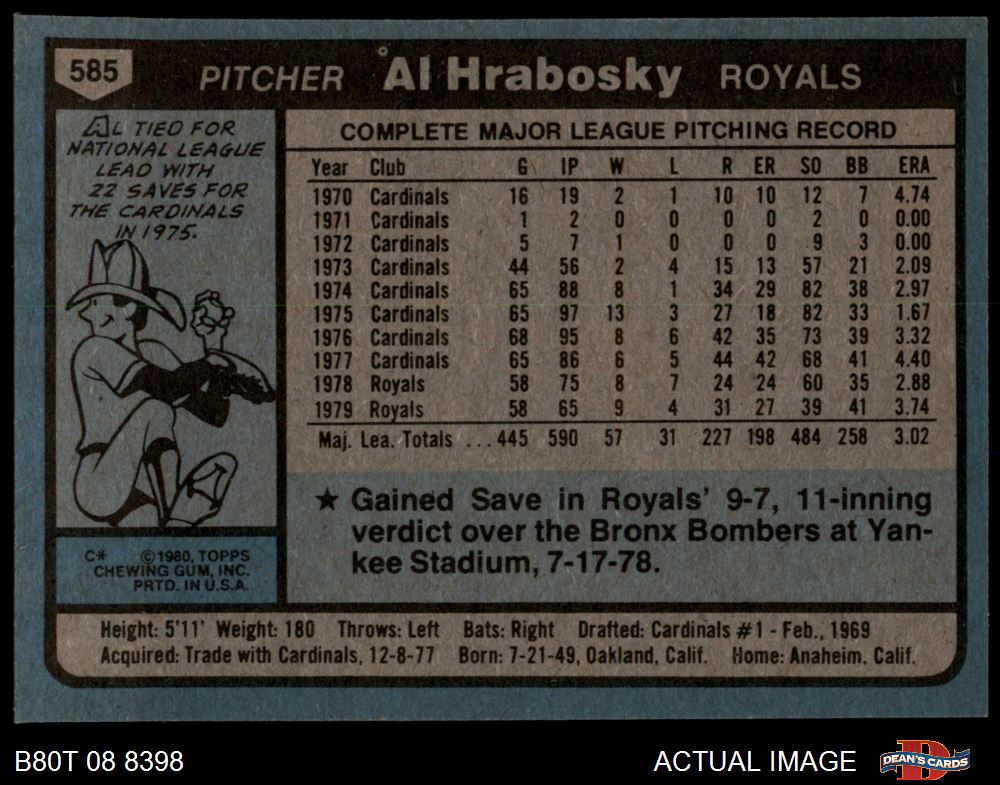 585 PITCHER Al Hrabosky ROYALS
AL TIED FOR
NATIONAL LEAGUE
LEAD WITH
22 SAVES FOR
THE CARDINALS
IN 1975.
C* ©1980, TOPPS
CHEWING GUM, INC.
PRTD. IN U.S.A.
COMPLETE MAJOR LEAGUE PITCHING RECORD
Year Club G IP W L R ER SO BB ERA
1970 Cardinals 16 19 2 1 10 10 12 7 4.74
1971 Cardinals 1 2 0 0 0 0 2 0 0.00
1972 Cardinals 5 7 1 0 0 0 9 3 0.00
1973 Cardinals 44 56 2 4 15 13 57 21 2.09
1974 Cardinals 65 88 8 1 34 29 82 38 2.97
1975 Cardinals 65 97 13 3 27 18 82 33 1.67
1976 Cardinals 68 95 8 6 42 35 73 39 3.32
1977 Cardinals 65 86 6 5 44 42 68 41 4.40
1978 Royals 58 75 8 7 24 24 60 35 2.88
1979 Royals 58 65 9 4 31 27 39 41 3.74
Maj. Lea. Totals ...445 590 57 31 227 198 484 258 3.02
★ Gained Save in Royals' 9-7, 11-inning
verdict over the Bronx Bombers at Yan-
kee Stadium, 7-17-78.
Height: 5'11' Weight: 180 Throws: Left Bats: Right Drafted: Cardinals #1 - Feb., 1969
Acquired: Trade with Cardinals, 12-8-77 Born: 7-21-49, Oakland, Calif. Home: Anaheim. Calif.
B80T 08 8398 ACTUAL IMAGE DEAN'S CARDS